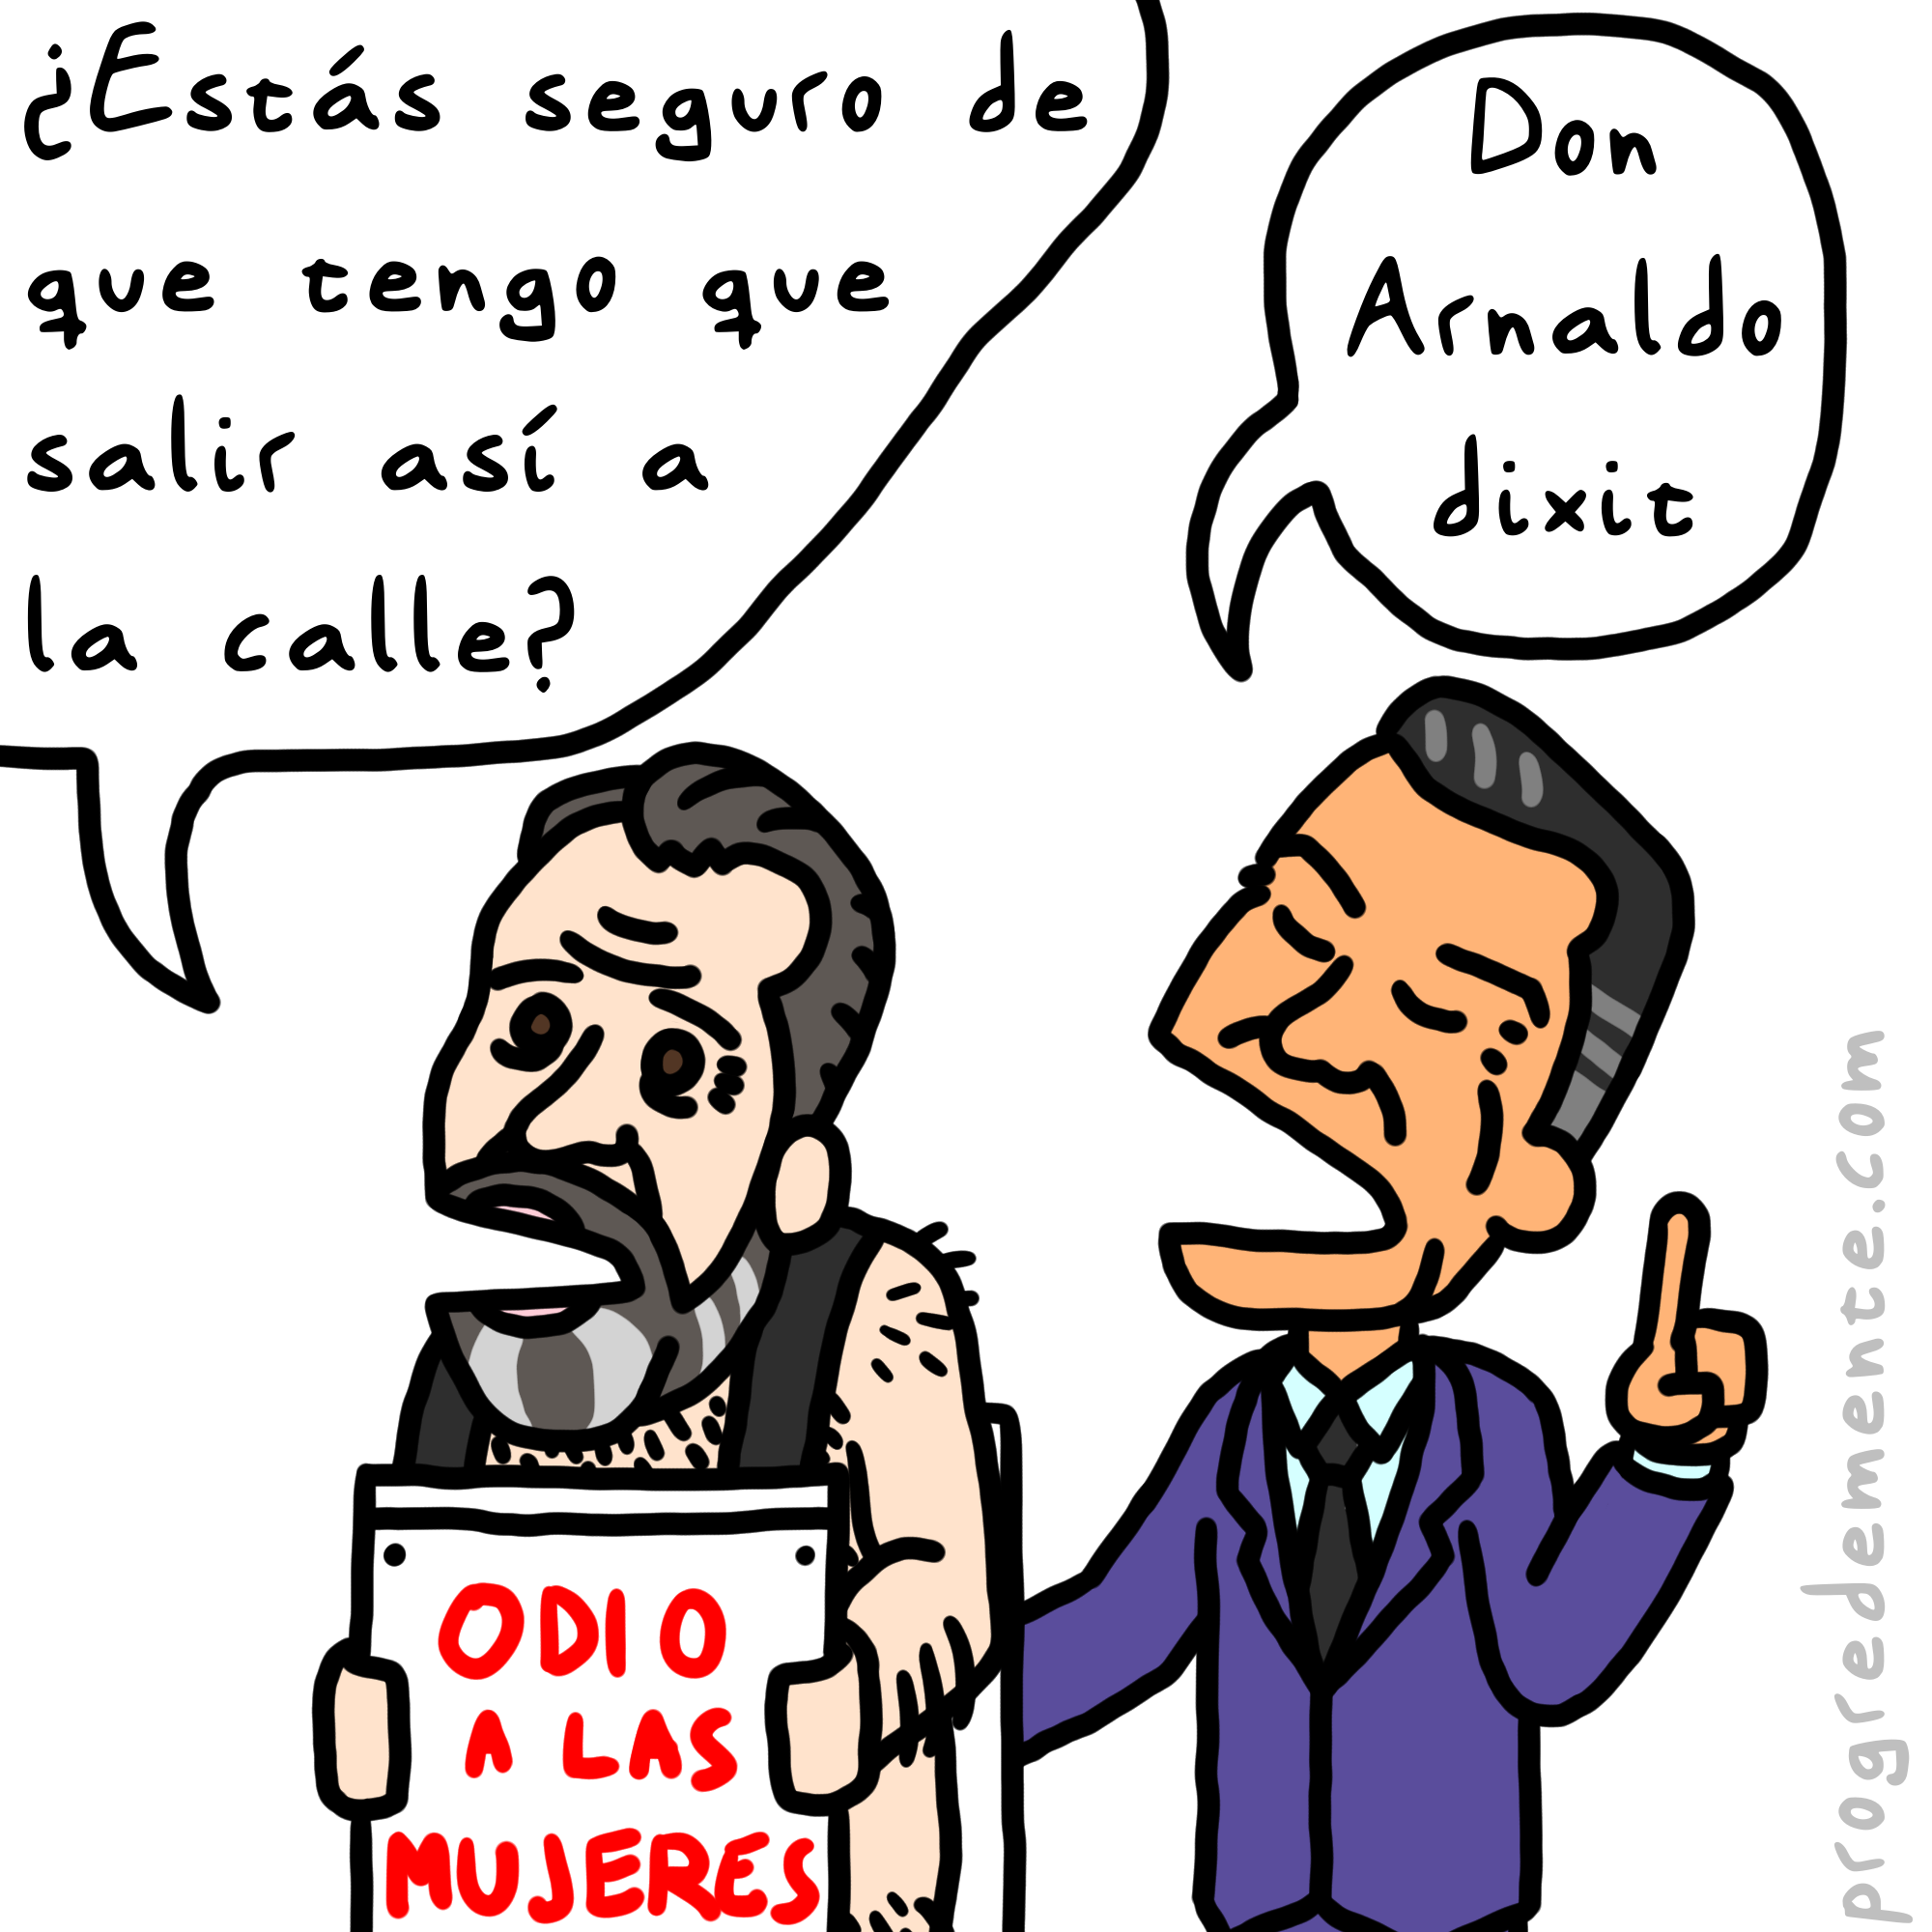 ¿Estás seguro de
que tengo que
salir así a
la calle?
Don
Arnaldo
dixit
ODIO
A LAS
MUJERES
progredemente.com